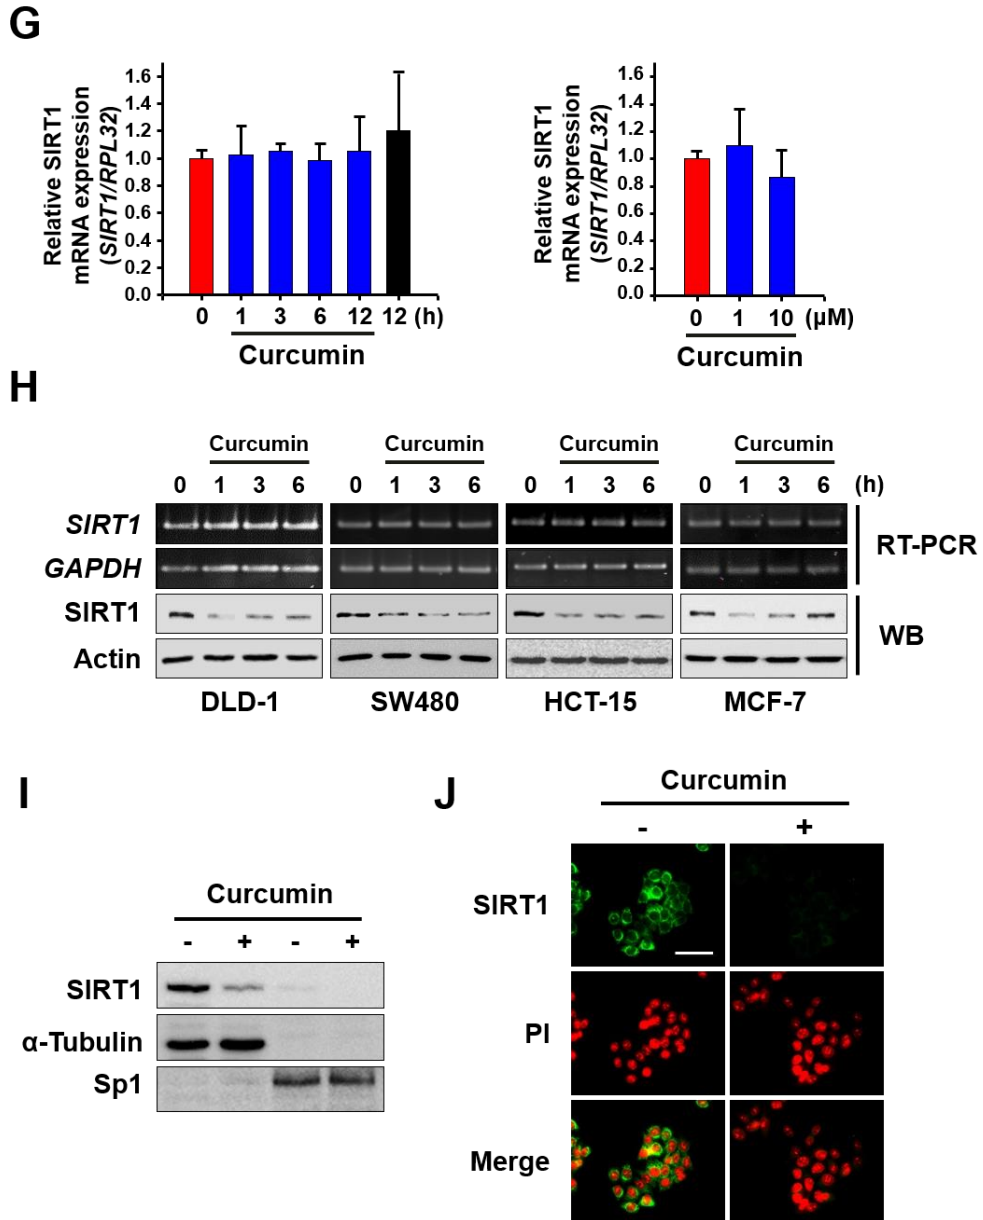 G
Relative SIRT1
mRNA expression
(SIRT1/RPL32)
1.6
1.4
1.2
1.0
0.8
0.6
0.4
0.2
0.0
0 1 3 6 12 12 (h)
Curcumin
Relative SIRT1
mRNA expression
(SIRT1/RPL32)
1.6
1.4
1.2
1.0
0.8
0.6
0.4
0.2
0.0
0 1 10 (µM)
Curcumin
H
Curcumin Curcumin Curcumin Curcumin
0 1 3 6 0 1 3 6 0 1 3 6 0 1 3 6 (h)
SIRT1
GAPDH
RT-PCR
SIRT1
Actin
WB
DLD-1 SW480 HCT-15 MCF-7
I
Curcumin
- + - +
SIRT1
α-Tubulin
Sp1
J
Curcumin
- +
SIRT1
PI
Merge